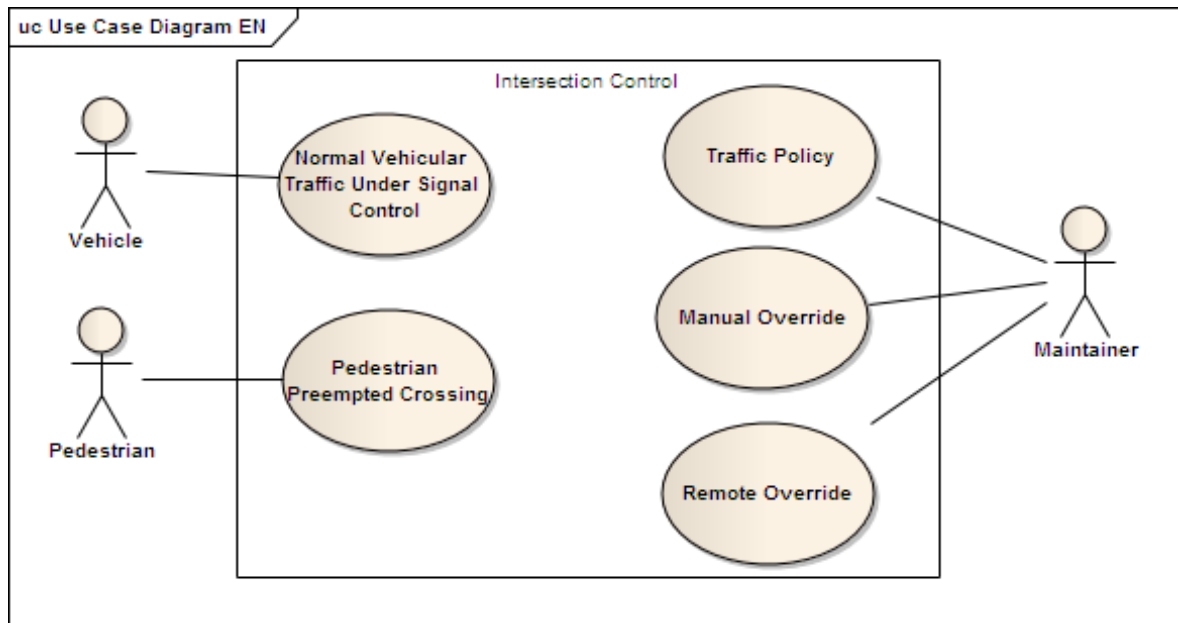 uc Use Case Diagram EN
Intersection Control
Normal Vehicular
Traffic Under Signal
Control
Traffic Policy
Vehicle
Manual Override
Maintainer
Pedestrian
Preempted Crossing
Pedestrian
Remote Override